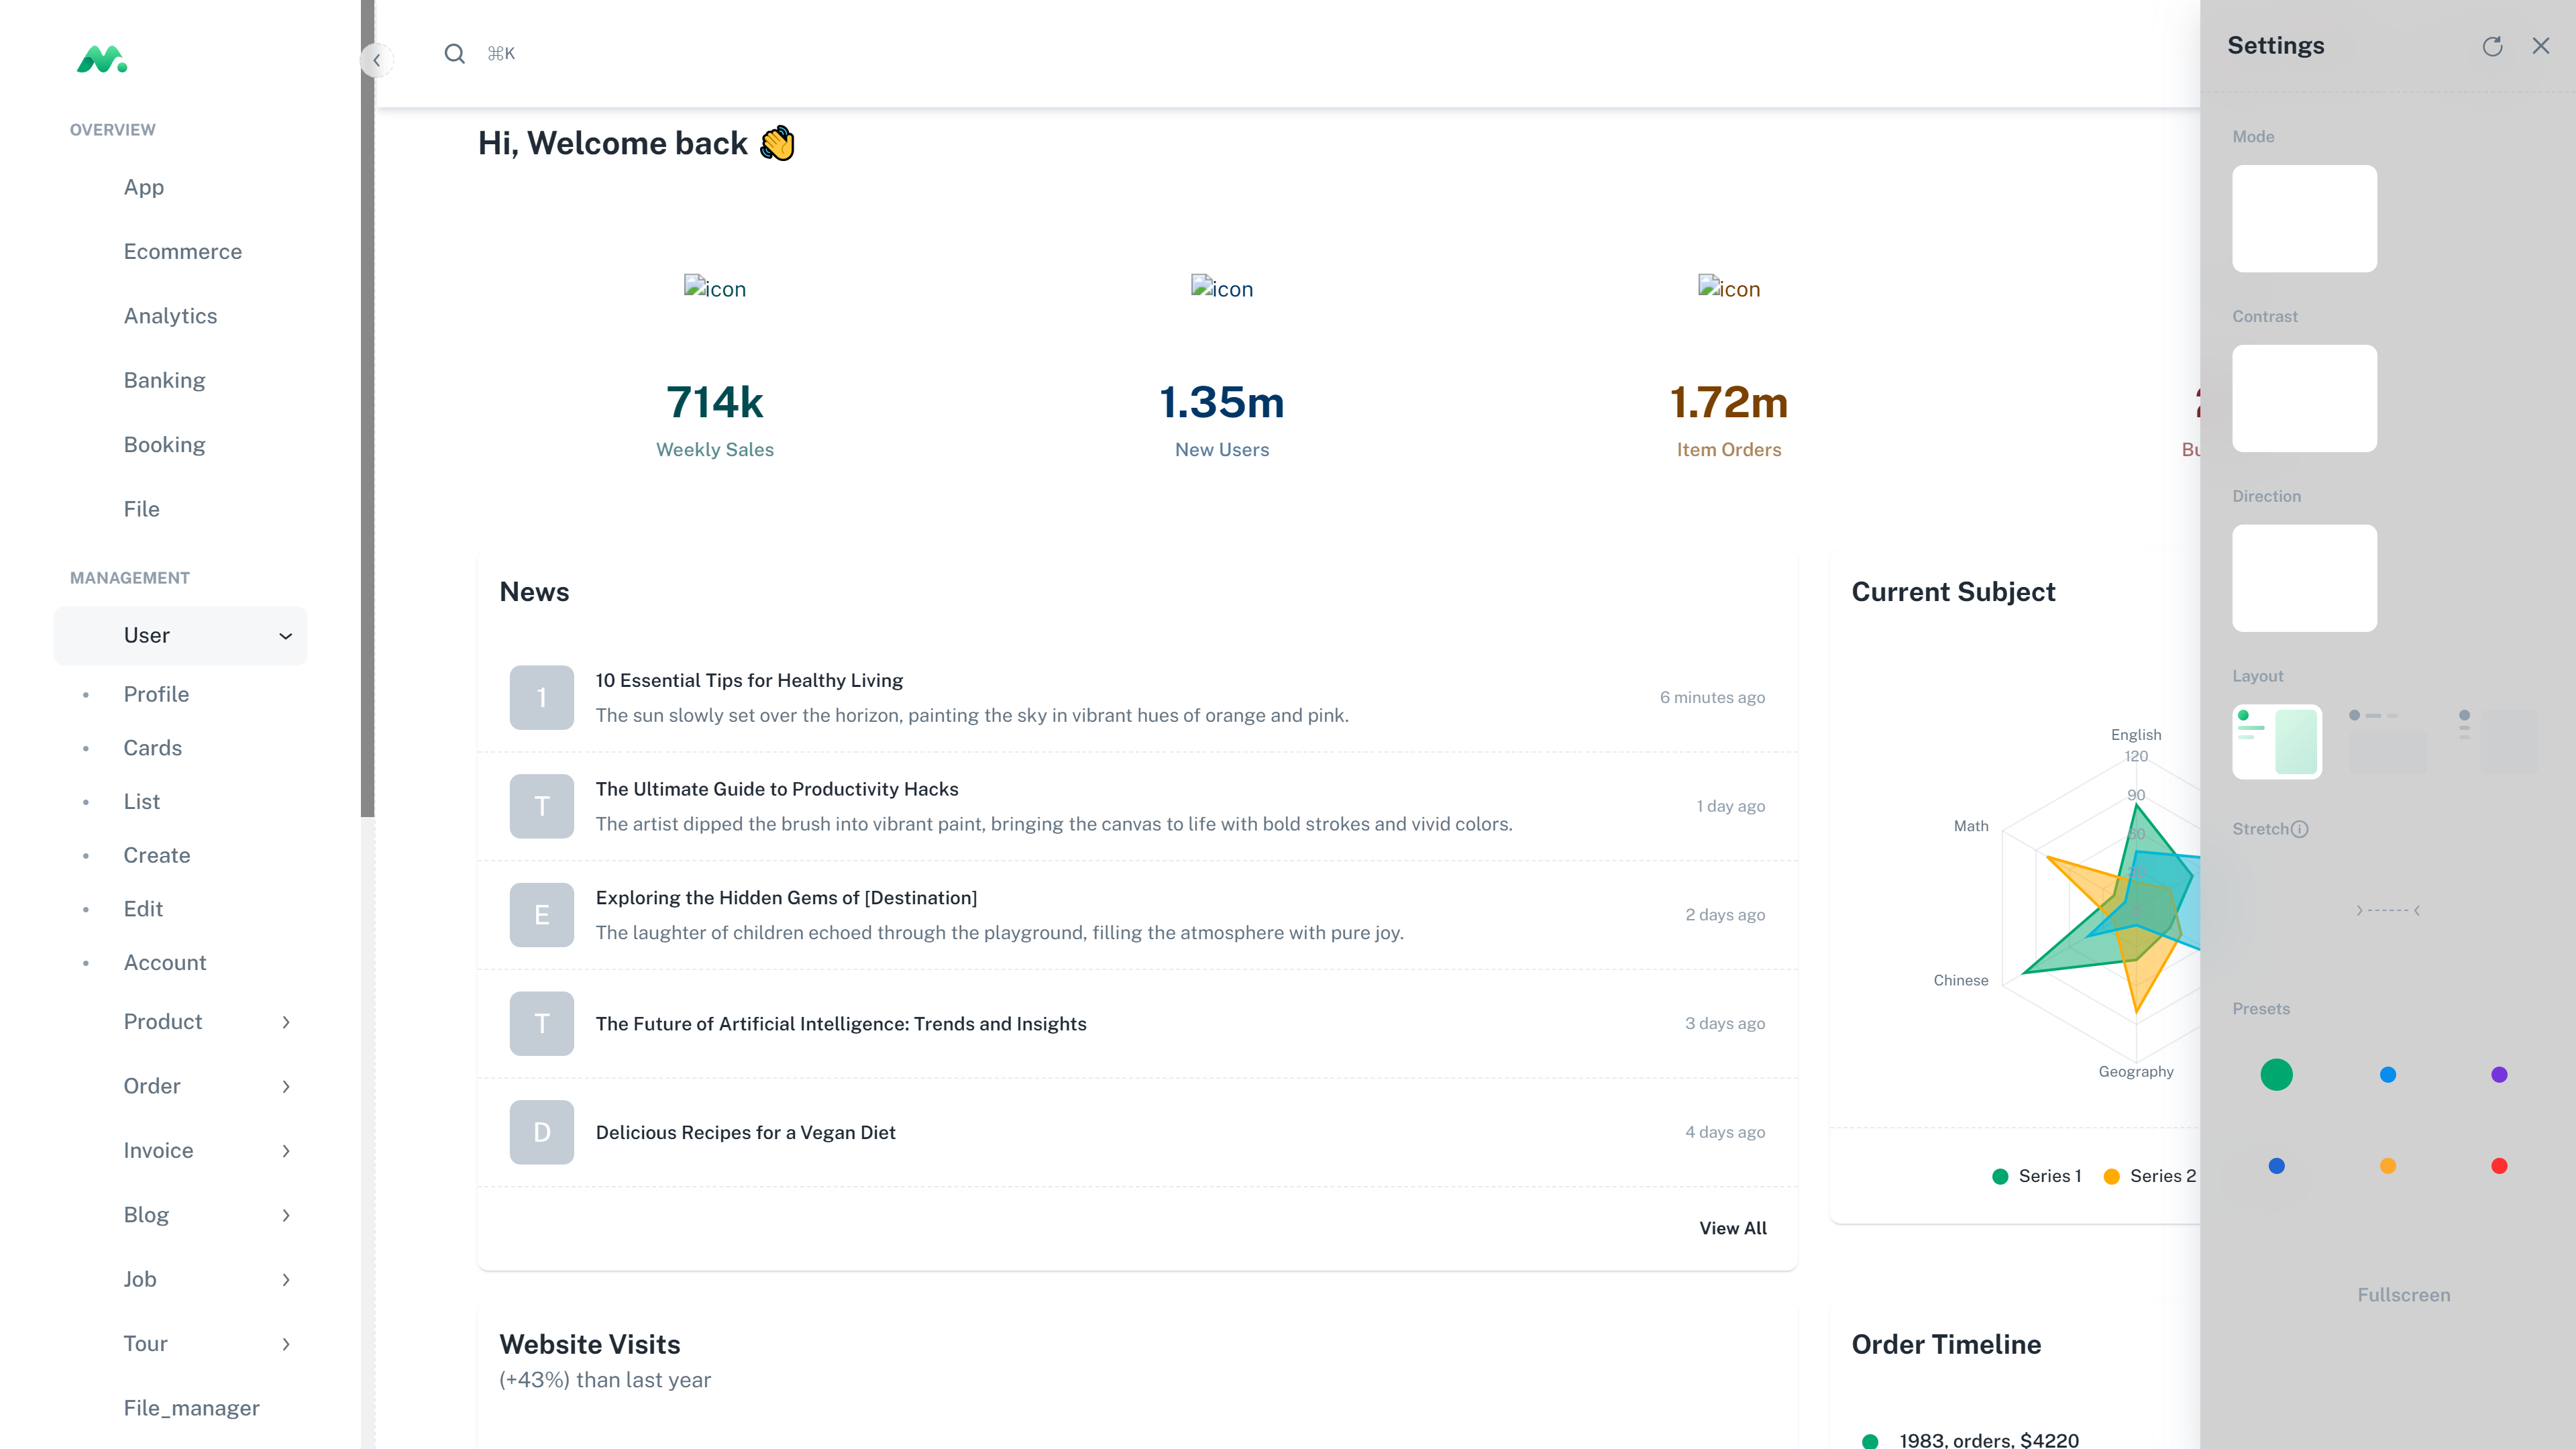 OVERVIEW
App
Ecommerce
Analytics
Banking
Booking
File
MANAGEMENT
User
Profile
Cards
List
Create
Edit
Account
Product
Order
Invoice
Blog
Job
Tour
File_manager
⌘K
Hi, Welcome back 👋
icon
714k
Weekly Sales
icon
1.35m
New Users
icon
1.72m
Item Orders
Bu
News
1
10 Essential Tips for Healthy Living
The sun slowly set over the horizon, painting the sky in vibrant hues of orange and pink.
6 minutes ago
T
The Ultimate Guide to Productivity Hacks
The artist dipped the brush into vibrant paint, bringing the canvas to life with bold strokes and vivid colors.
1 day ago
E
Exploring the Hidden Gems of [Destination]
The laughter of children echoed through the playground, filling the atmosphere with pure joy.
2 days ago
T
The Future of Artificial Intelligence: Trends and Insights
3 days ago
D
Delicious Recipes for a Vegan Diet
4 days ago
View All
Current Subject
English
120
90
60
Math
Chinese
Geography
Series 1
Series 2
Website Visits
(+43%) than last year
Order Timeline
1983, orders, $4220
Settings
Mode
Contrast
Direction
Layout
Stretch
Presets
Fullscreen